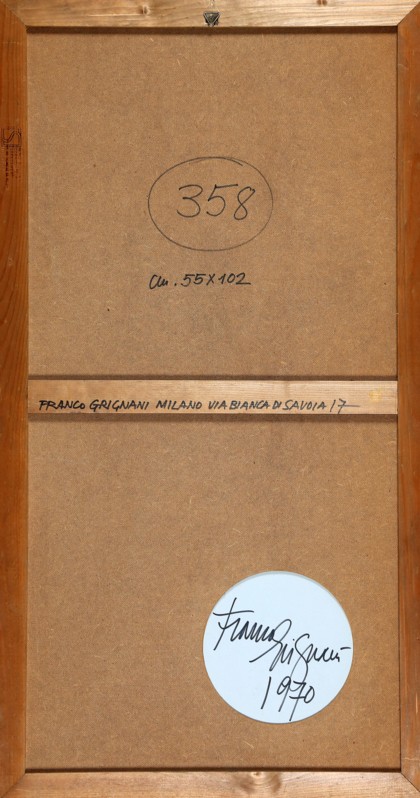 358
cm. 55X102
FRANCO GRIGNANI MILANO VIA BIANCA DI SAVOIA 17
Franco
Grignani
1970